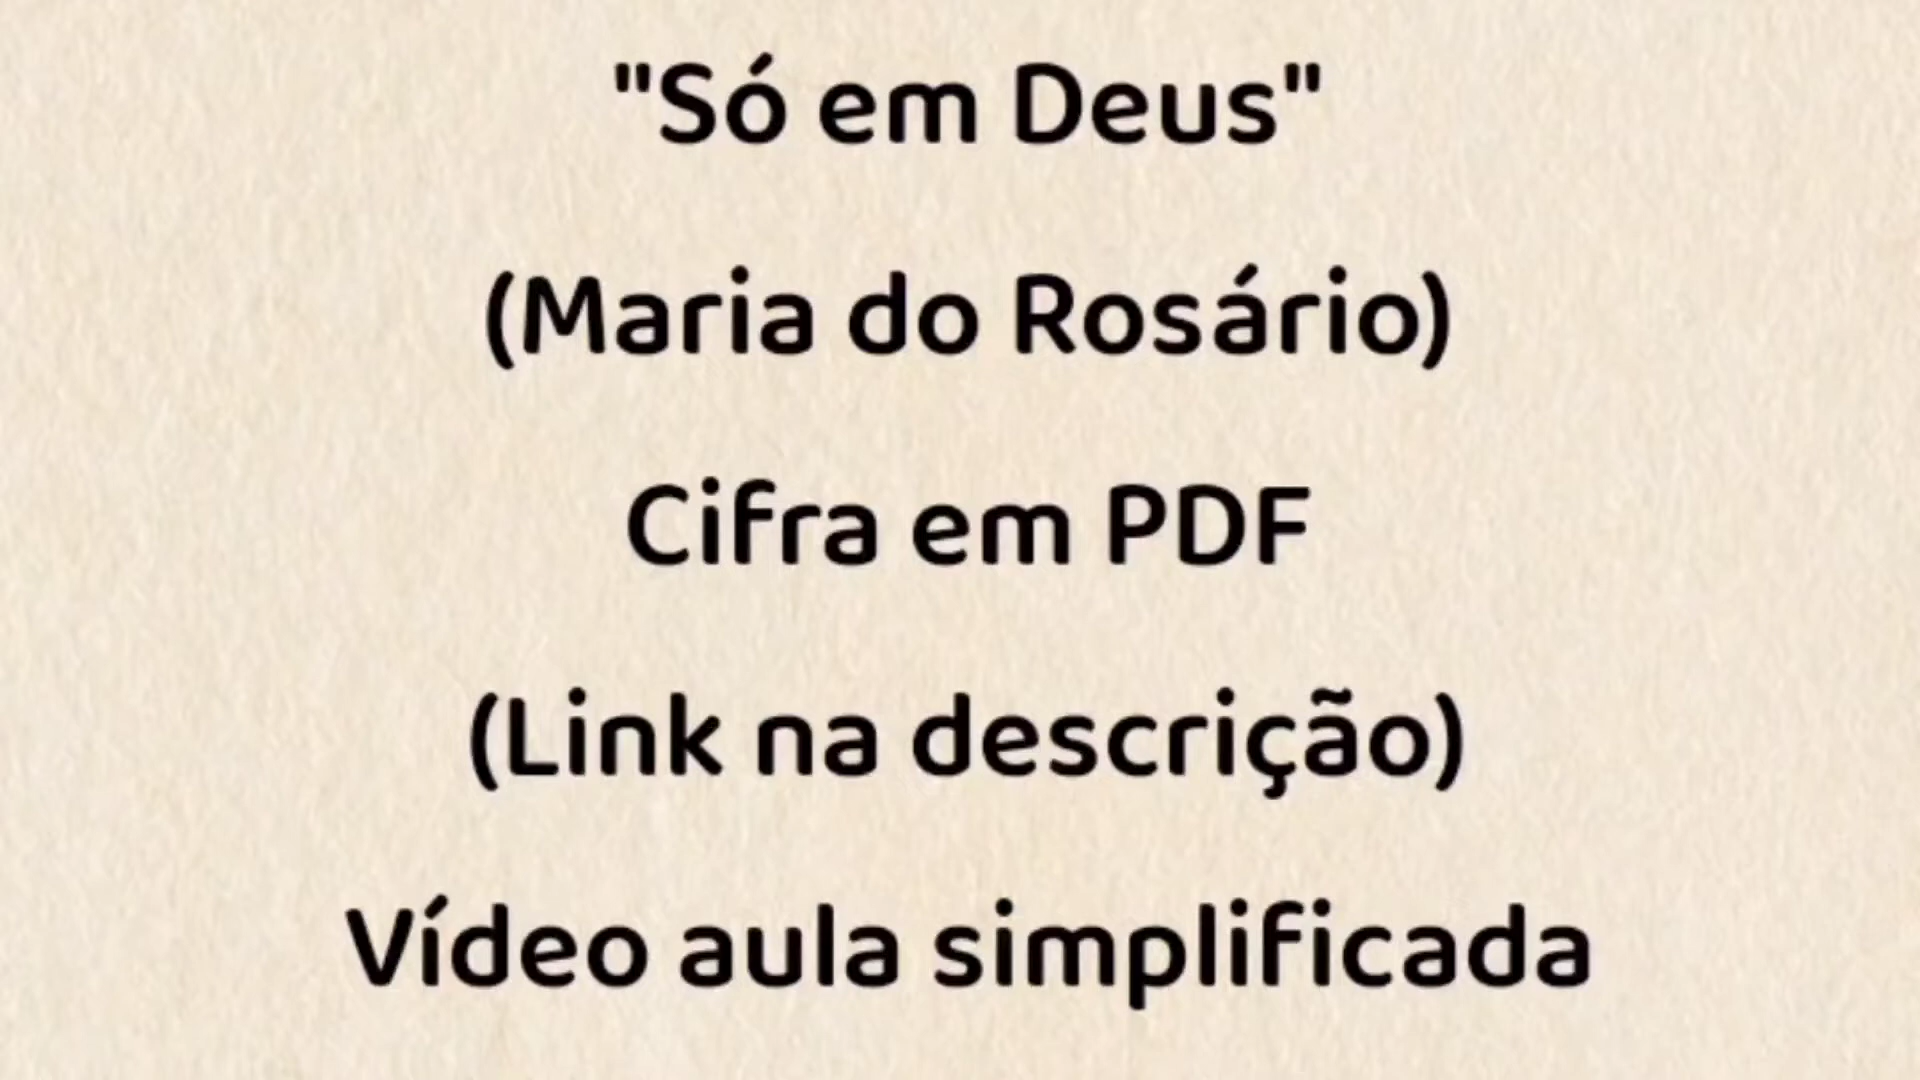 "Só em Deus"
(Maria do Rosário)
Cifra em PDF
(Link na descrição)
Vídeo aula simplificada